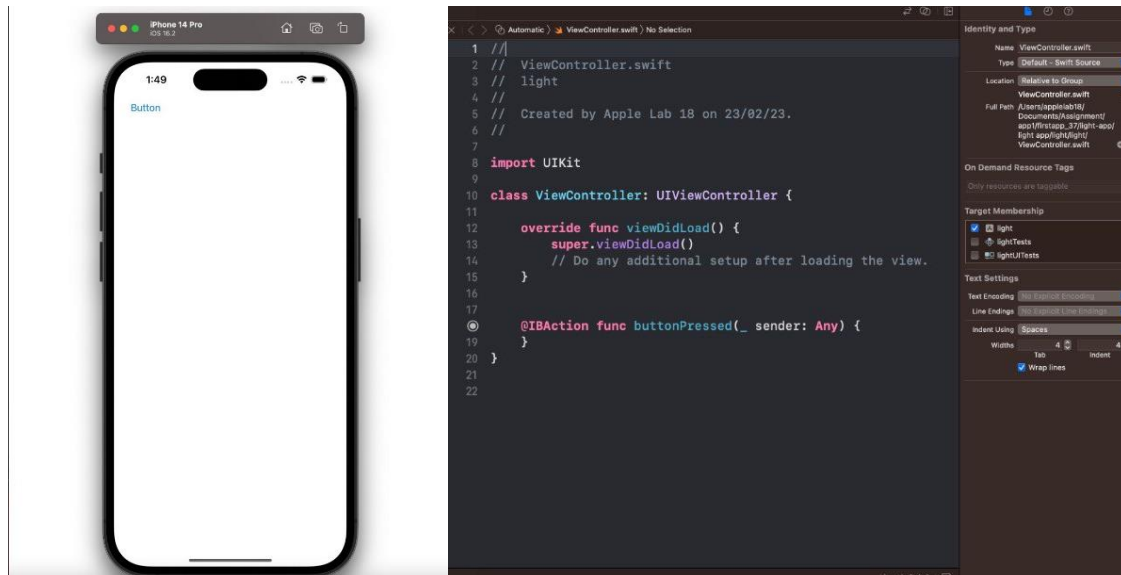 iPhone 14 Pro
iOS 16.2
1:49
Button
Automatic
ViewController.swift
No Selection
1 //
2 // ViewController.swift
3 // light
4 //
5 // Created by Apple Lab 18 on 23/02/23.
6 //
7
8 import UIKit
9
10 class ViewController: UIViewController {
11
12 override func viewDidLoad() {
13 super.viewDidLoad()
14 // Do any additional setup after loading the view.
15 }
16
17
@IBAction func buttonPressed(_ sender: Any) {
19 }
20 }
21
22
Identity and Type
Name ViewController.swift
Type Default - Swift Source
Location Relative to Group
ViewController.swift
Full Path /Users/applelab18/
Documents/Assignment/
app1/firstapp_37/light-app/
light app/light/light/
ViewController.swift
On Demand Resource Tags
Only resources are taggable
Target Membership
light
lightTests
lightUITests
Text Settings
Text Encoding No Explicit Encoding
Line Endings No Explicit Line Endings
Indent Using Spaces
Widths 4 4
Tab Indent
Wrap lines